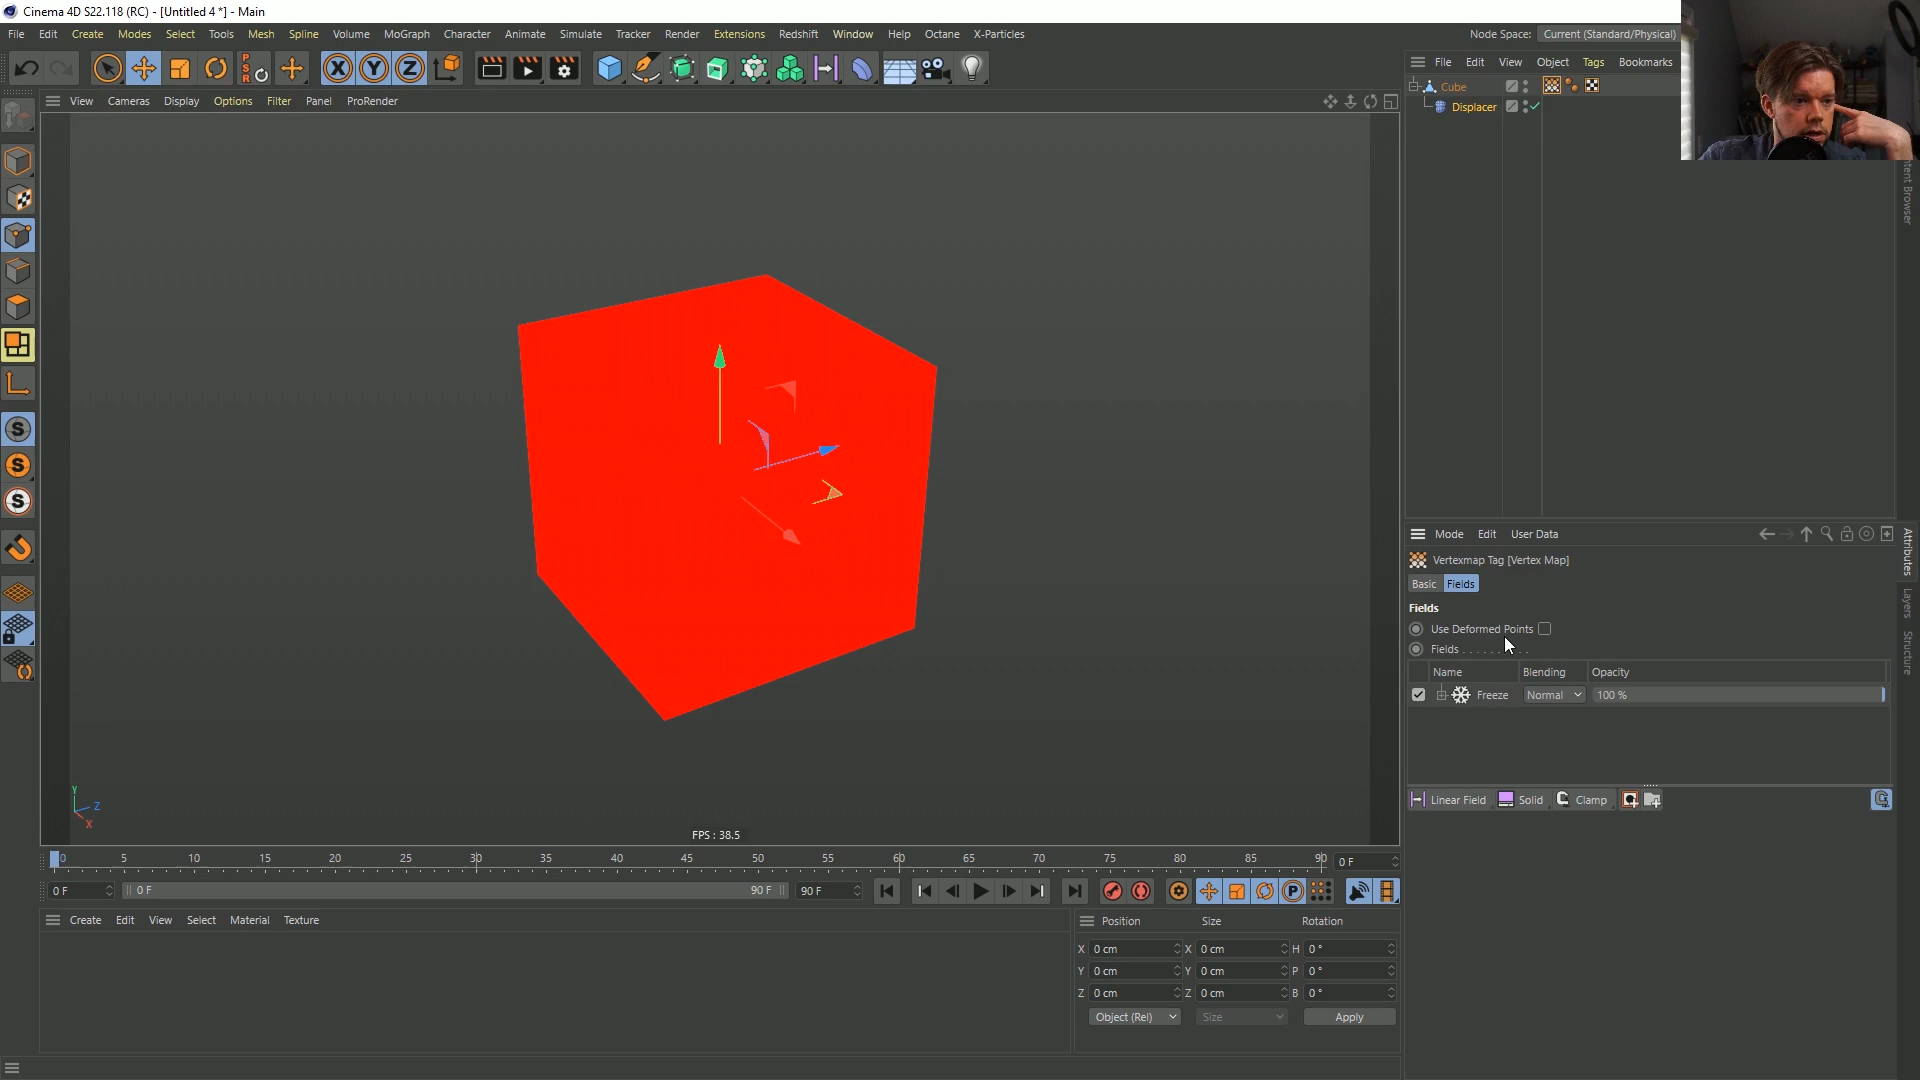 Cinema 4D S22.118 (RC) - [Untitled 4 *] - Main
File Edit Create Modes Select Tools Mesh Spline Volume MoGraph Character Animate Simulate Tracker Render Extensions Redshift Window Help Octane X-Particles
Node Space: Current (Standard/Physical)
PSR X Y Z
File Edit View Object Tags Bookmarks
Cube
Displacer
View Cameras Display Options Filter Panel ProRender
S
S
S
Y
Z
X
FPS : 38.5
Mode Edit User Data
Vertexmap Tag [Vertex Map]
Basic Fields
Fields
Use Deformed Points
Fields . . . . . . . . . .
Name Blending Opacity
Freeze Normal 100 %
Linear Field Solid Clamp
Attributes
Layers
Structure
0 5 10 15 20 25 30 35 40 45 50 55 60 65 70 75 80 85 90 0 F
0 F 0 F 90 F 90 F
P
Create Edit View Select Material Texture
Position Size Rotation
X 0 cm X 0 cm H 0 °
Y 0 cm Y 0 cm P 0 °
Z 0 cm Z 0 cm B 0 °
Object (Rel) Size Apply